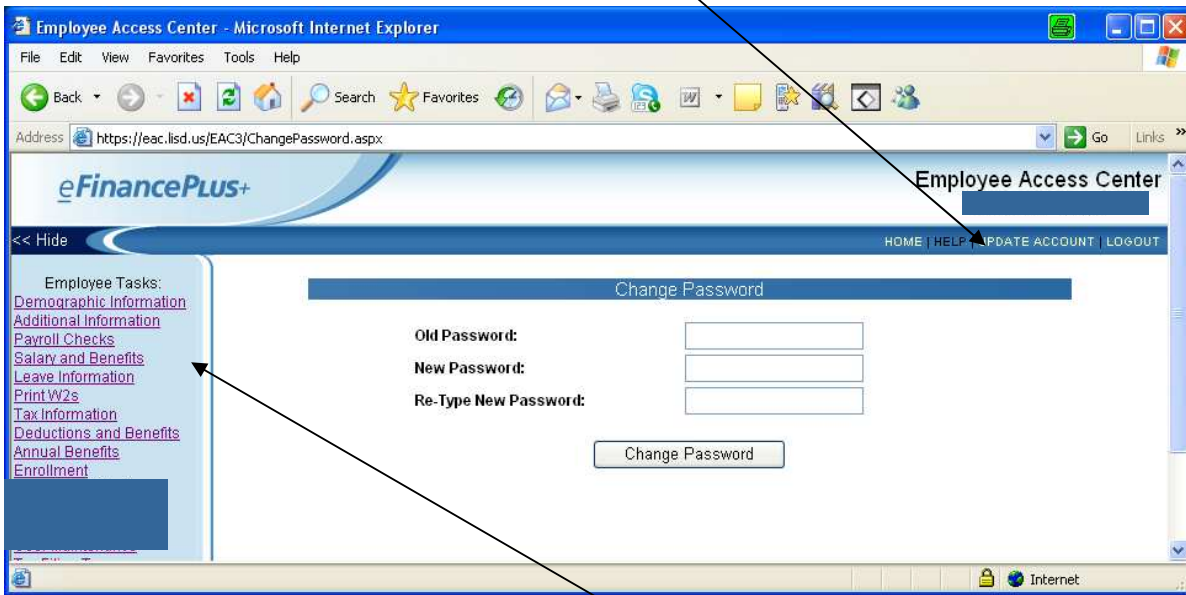 Employee Access Center - Microsoft Internet Explorer
File Edit View Favorites Tools Help
Back Search Favorites
Address https://eac.lisd.us/EAC3/ChangePassword.aspx Go Links »
eFinancePLUS+
Employee Access Center
<< Hide
HOME | HELP | UPDATE ACCOUNT | LOGOUT
Employee Tasks:
Demographic Information
Additional Information
Payroll Checks
Salary and Benefits
Leave Information
Print W2s
Tax Information
Deductions and Benefits
Annual Benefits
Enrollment
Change Password
Old Password:
New Password:
Re-Type New Password:
Change Password
Internet